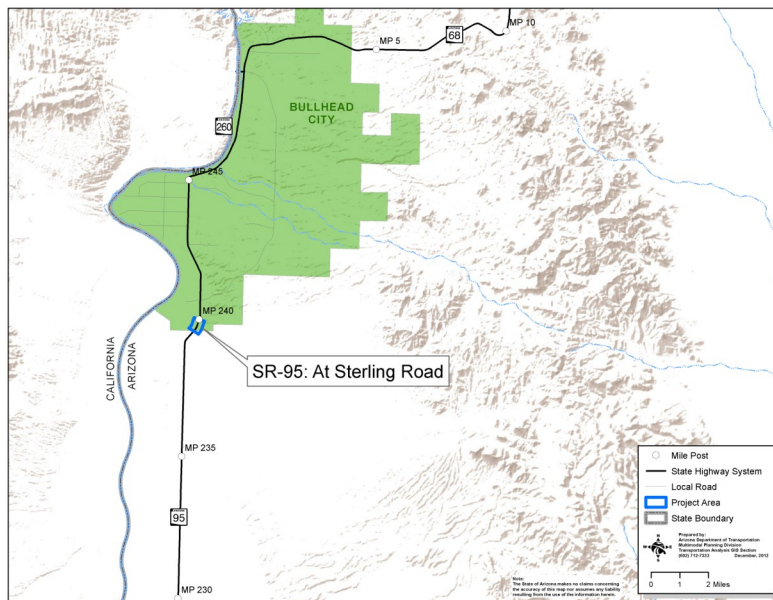 MP 10
68
MP 5
BULLHEAD
CITY
260
MP 245
MP 240
SR-95: At Sterling Road
CALIFORNIA
ARIZONA
MP 235
95
MP 230
Mile Post
State Highway System
Local Road
Project Area
State Boundary
Prepared by:
Arizona Department of Transportation
Multimodal Planning Division
Transportation Analysis GIS Section
(602) 712-7333 December, 2012
0 1 2 Miles
Note:
The State of Arizona makes no claims concerning
the accuracy of this map nor assumes any liability
resulting from the use of the information herein.